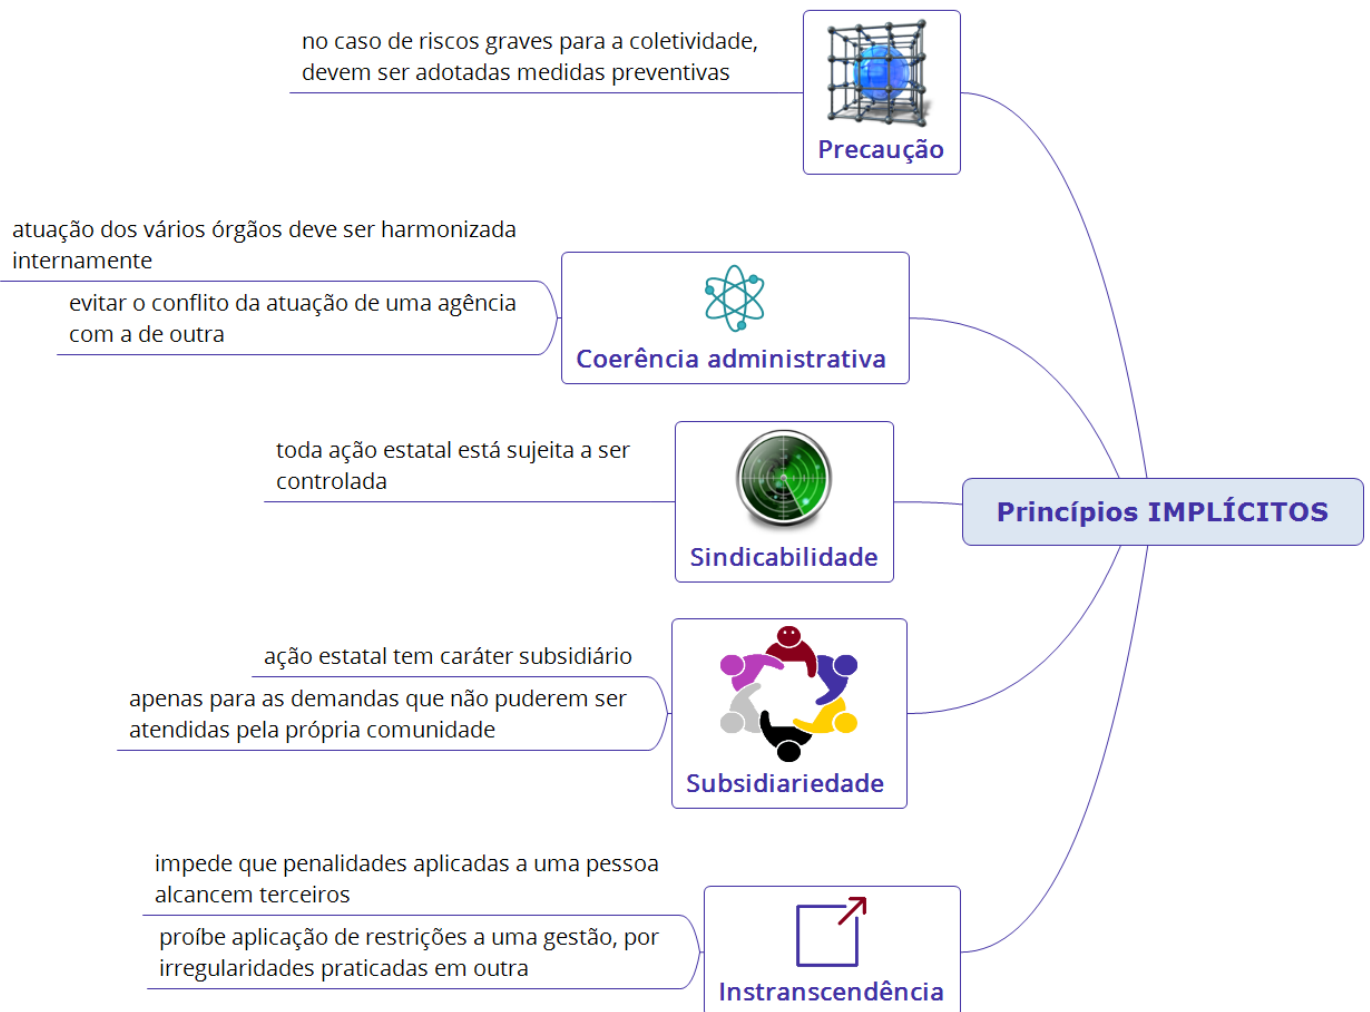 no caso de riscos graves para a coletividade,
devem ser adotadas medidas preventivas
Precaução
atuação dos vários órgãos deve ser harmonizada
internamente
evitar o conflito da atuação de uma agência
com a de outra
Coerência administrativa
toda ação estatal está sujeita a ser
controlada
Sindicabilidade
Princípios IMPLÍCITOS
ação estatal tem caráter subsidiário
apenas para as demandas que não puderem ser
atendidas pela própria comunidade
Subsidiariedade
impede que penalidades aplicadas a uma pessoa
alcancem terceiros
proíbe aplicação de restrições a uma gestão, por
irregularidades praticadas em outra
Instranscendência